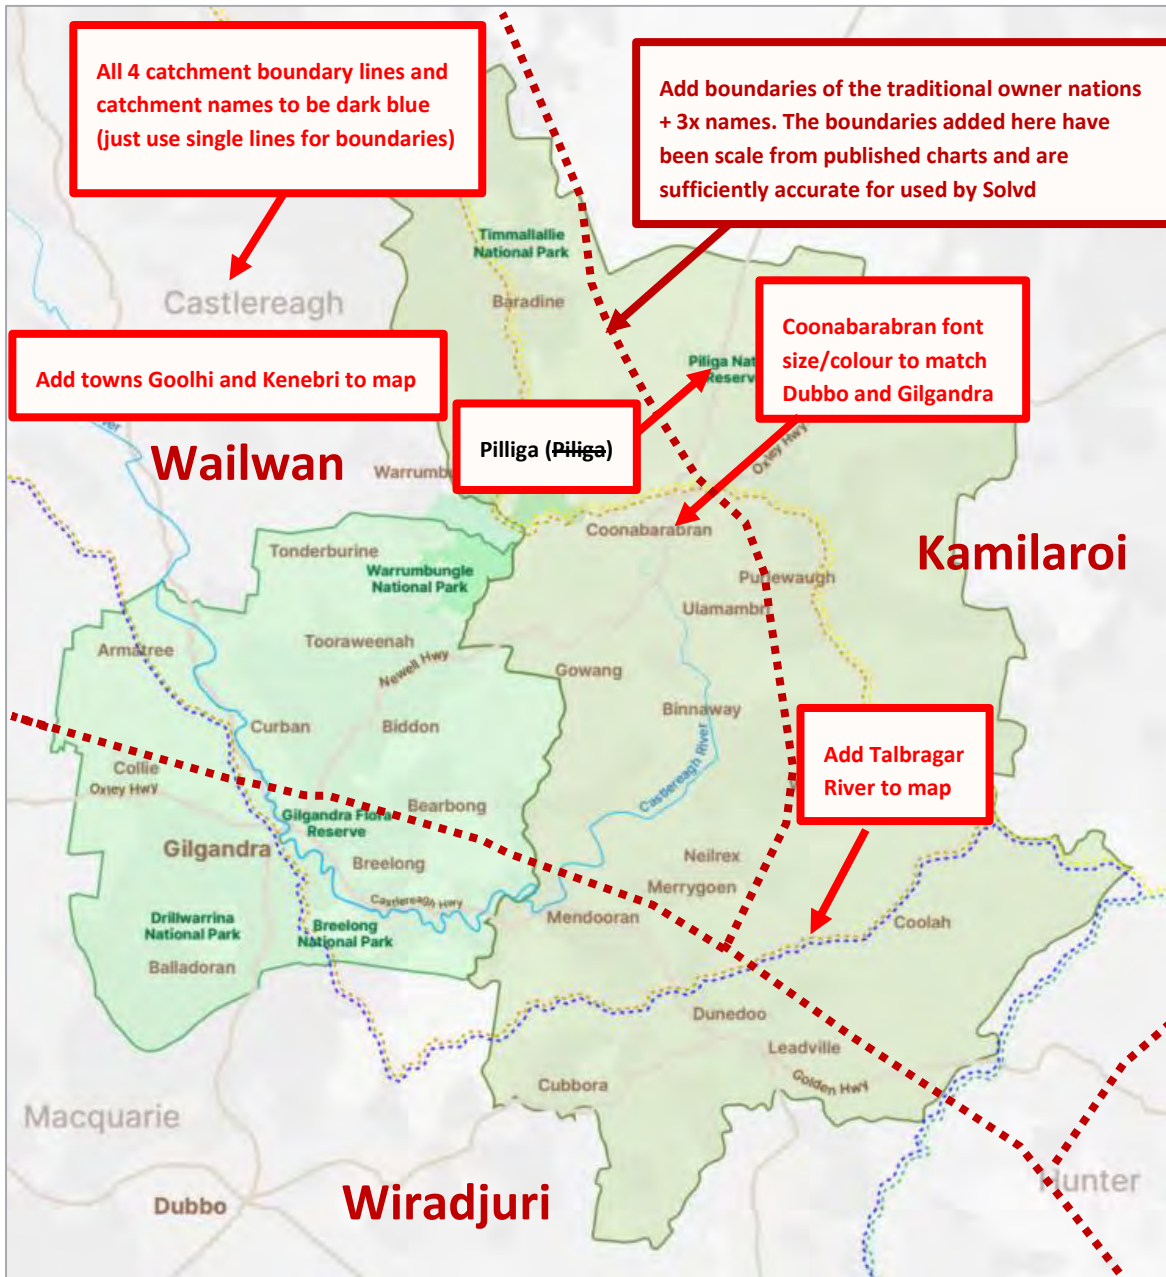 All 4 catchment boundary lines and
catchment names to be dark blue
(just use single lines for boundaries)
Add boundaries of the traditional owner nations
+ 3x names. The boundaries added here have
been scale from published charts and are
sufficiently accurate for used by Solvd
Timmallallie
National Park
Castlereagh
Baradine
Coonabarabran font
size/colour to match
Dubbo and Gilgandra
Add towns Goolhi and Kenebri to map
Piliga Nat
Reserv
Pilliga (Piliga)
Wailwan
Warrumb
Oxley Hwy
Coonabarabran
Kamilaroi
Tonderburine
Warrumbungle
National Park
Purlewaugh
Ulamambri
Tooraweenah
Armatree
Newell Hwy
Gowang
Binnaway
Curban
Biddon
Castlereagh River
Add Talbragar
River to map
Collie
Oxley Hwy
Bearbong
Gilgandra Flora
Reserve
Gilgandra
Breelong
Neilrex
Merrygoen
Castlereagh Hwy
Mendooran
Coolah
Drillwarrina
National Park
Breelong
National Park
Balladoran
Dunedoo
Leadville
Golden Hwy
Cubbora
Macquarie
Hunter
Dubbo
Wiradjuri